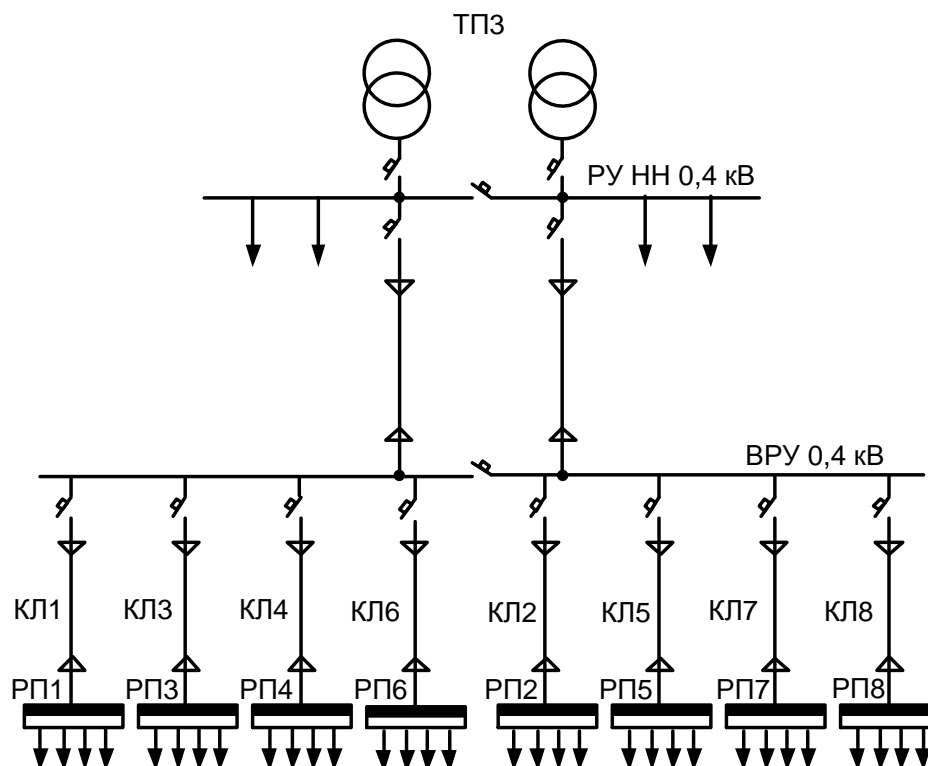 ТП3
РУ НН 0,4 кВ
ВРУ 0,4 кВ
КЛ1
КЛ3
КЛ4
КЛ6
КЛ2
КЛ5
КЛ7
КЛ8
РП1
РП3
РП4
РП6
РП2
РП5
РП7
РП8